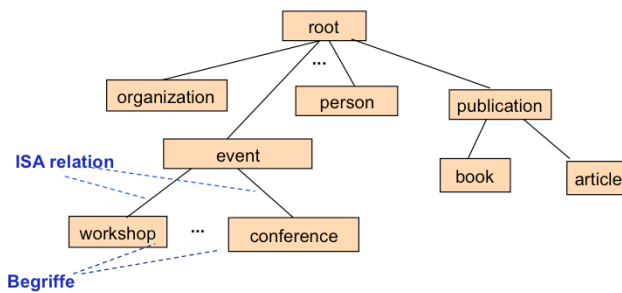 root
...
organization
person
publication
event
ISA relation
book
article
workshop
...
conference
Begriffe